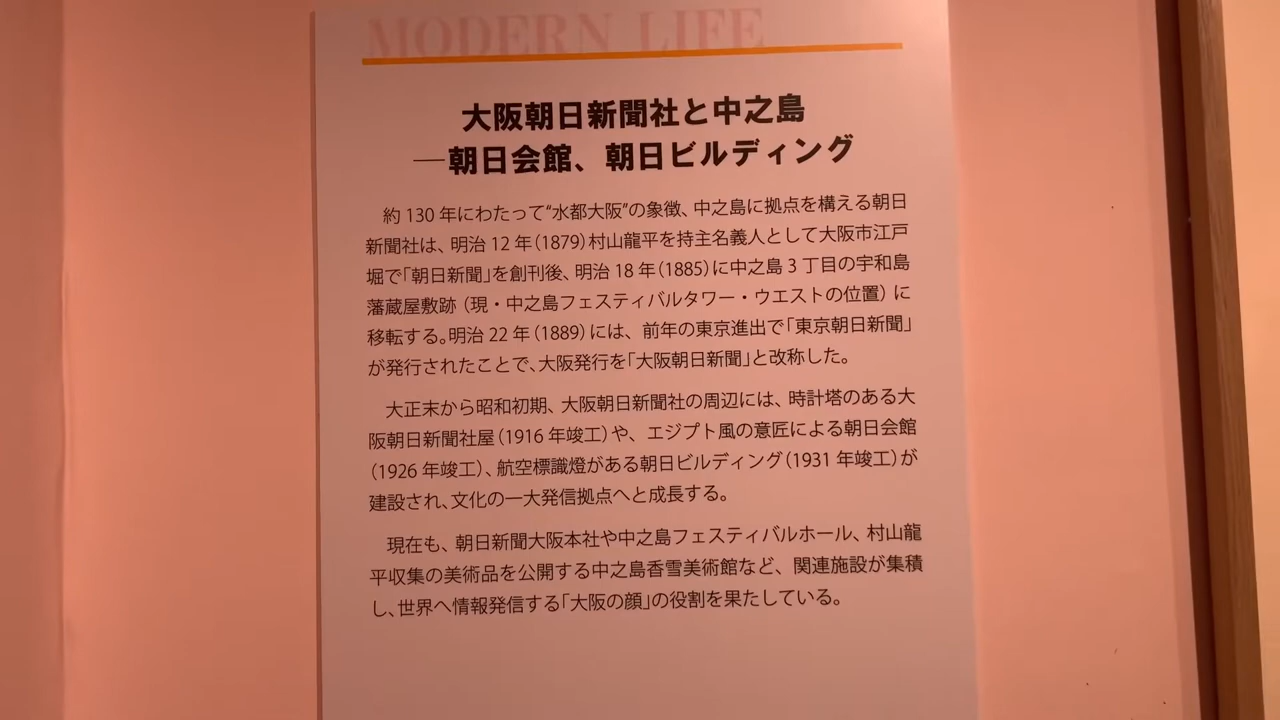 MODERN LIFE
大阪朝日新聞社と中之島
―朝日会館、朝日ビルディング
約 130 年にわたって“水都大阪”の象徴、中之島に拠点を構える朝日
新聞社は、明治 12 年（1879）村山龍平を持主名義人として大阪市江戸
堀で「朝日新聞」を創刊後、明治 18 年（1885）に中之島 3 丁目の宇和島
藩蔵屋敷跡（現・中之島フェスティバルタワー・ウエストの位置）に
移転する。明治 22 年（1889）には、前年の東京進出で「東京朝日新聞」
が発行されたことで、大阪発行を「大阪朝日新聞」と改称した。
大正末から昭和初期、大阪朝日新聞社の周辺には、時計塔のある大
阪朝日新聞社屋（1916 年竣工）や、エジプト風の意匠による朝日会館
（1926 年竣工）、航空標識燈がある朝日ビルディング（1931 年竣工）が
建設され、文化の一大発信拠点へと成長する。
現在も、朝日新聞大阪本社や中之島フェスティバルホール、村山龍
平収集の美術品を公開する中之島香雪美術館など、関連施設が集積
し、世界へ情報発信する「大阪の顔」の役割を果たしている。